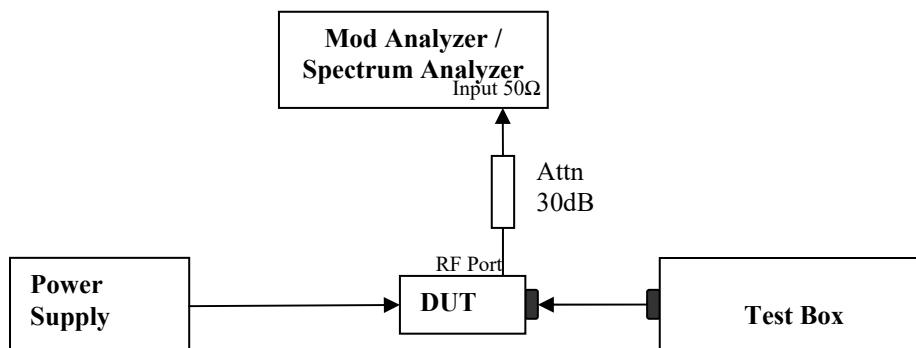 Mod Analyzer /
Spectrum Analyzer
Input 50Ω
Attn
30dB
RF Port
Power
Supply
DUT
Test Box